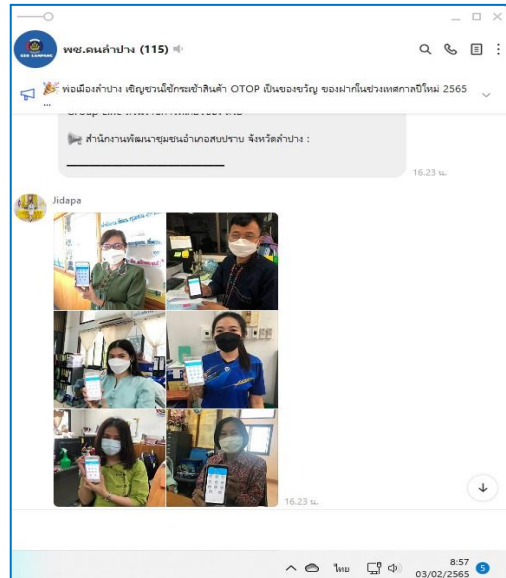 พช.คนลำปาง (115)
พ่อเมืองลำปาง เชิญชวนใช้กระเช้าสินค้า OTOP เป็นของขวัญ ของฝากในช่วงเทศกาลปีใหม่ 2565
...
สำนักงานพัฒนาชุมชนอำเภอสบปราบ จังหวัดลำปาง :
16.23 น.
Jidapa
16.23 น.
ไทย
8:57
03/02/2565
5